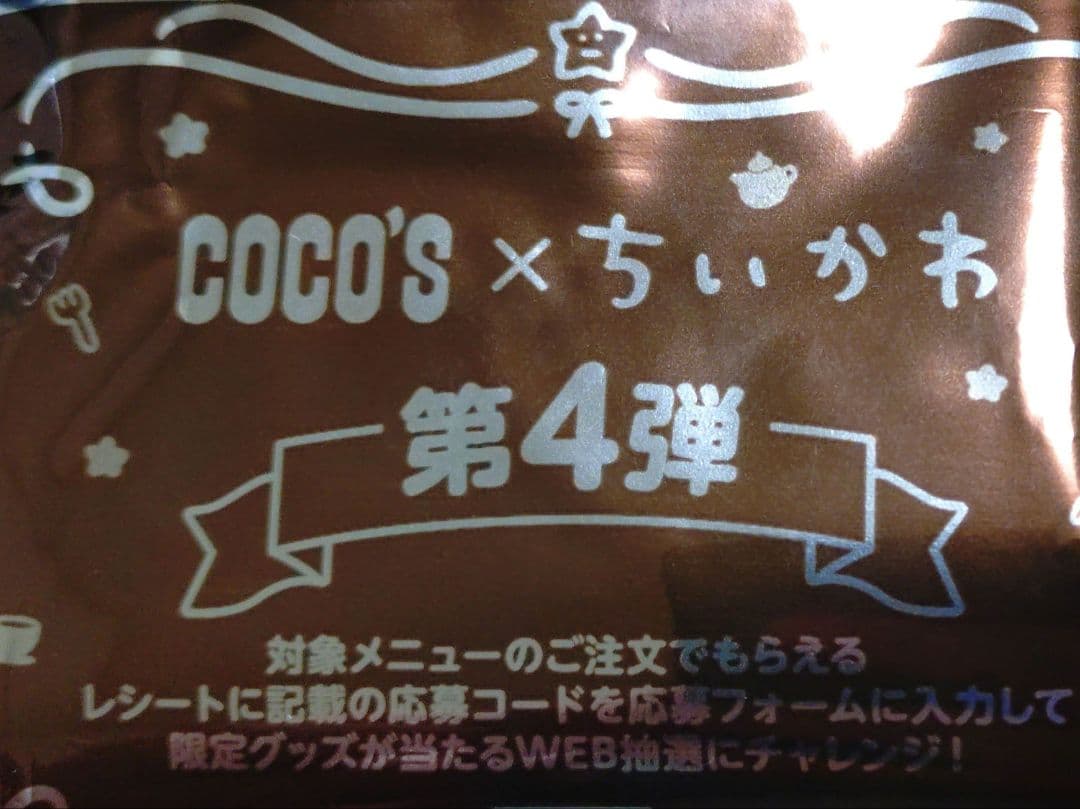 COCO'S×ちいかわ
第4弾
対象メニューのご注文でもらえる
レシートに記載の応募コードを応募フォームに入力して
限定グッズが当たるWEB抽選にチャレンジ!